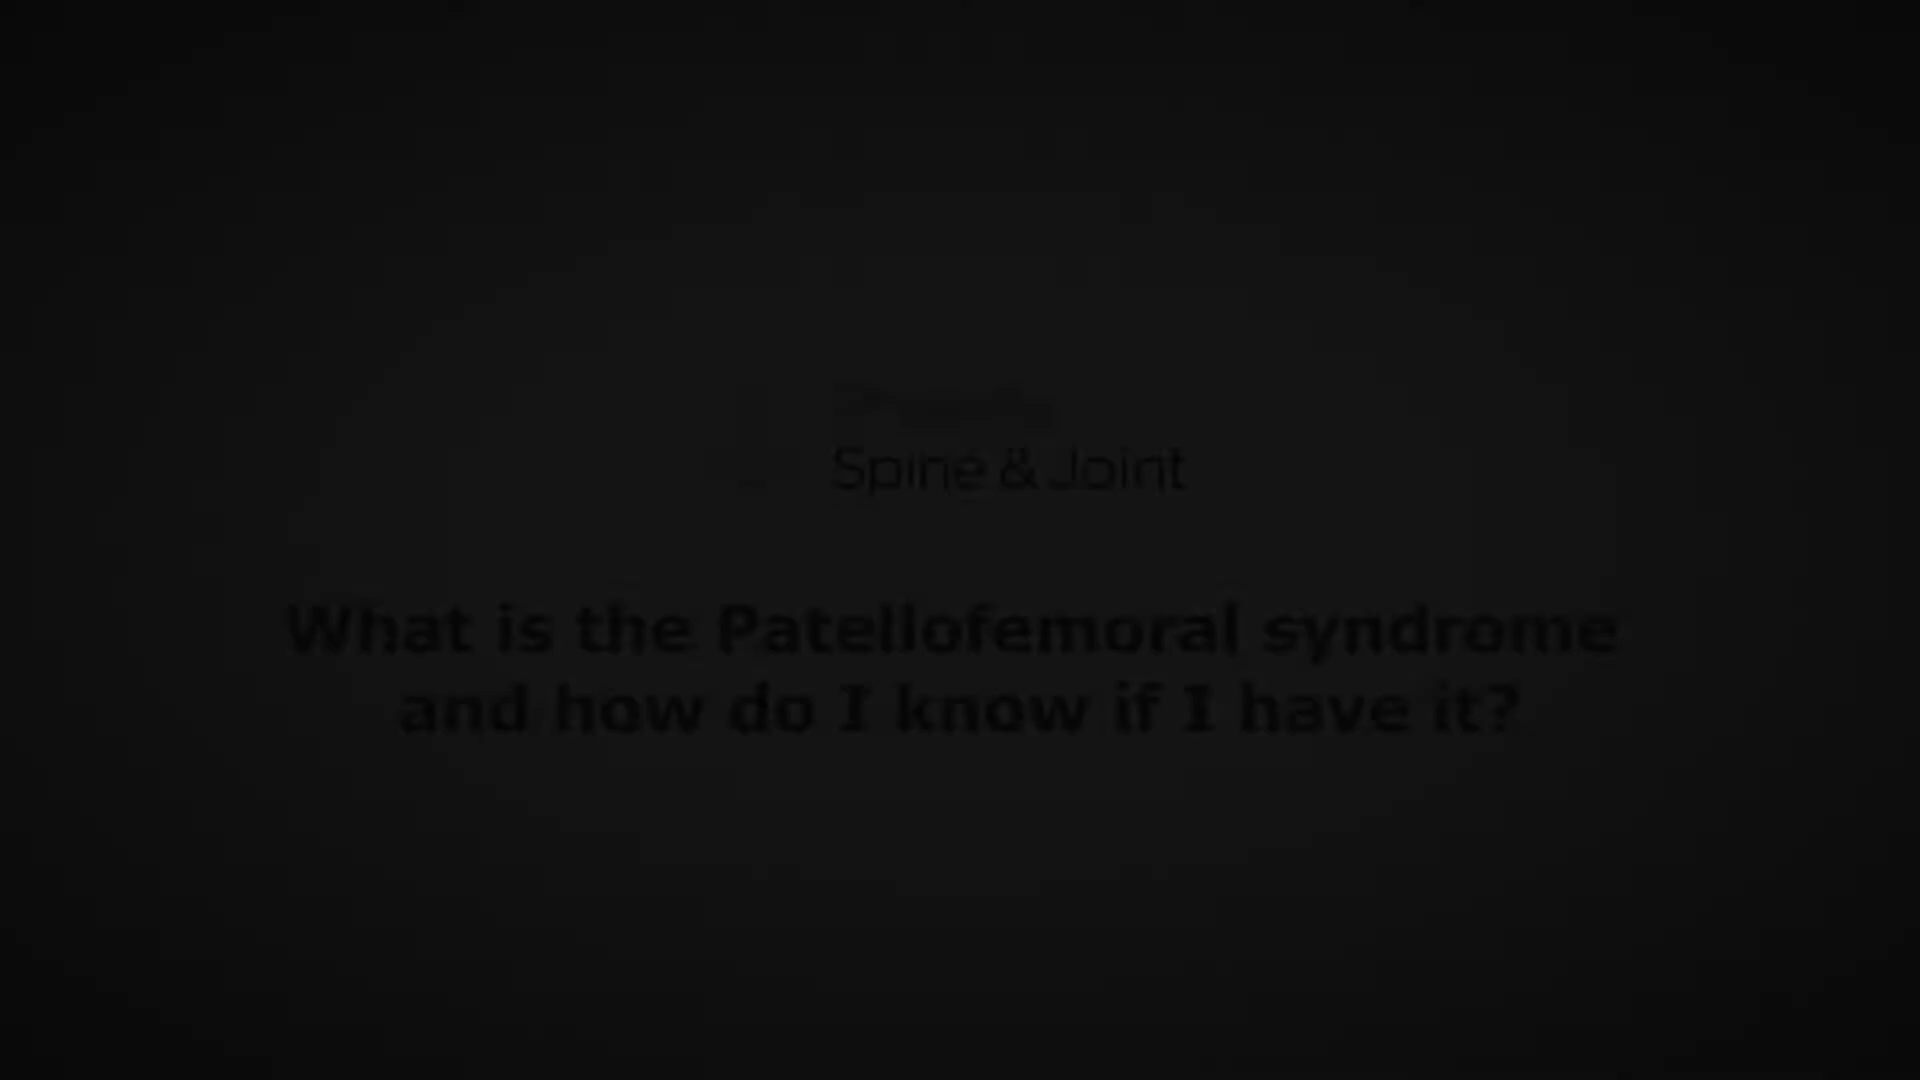 Spine & Joint
What is the Patellofemoral syndrome
and how do I know if I have it?